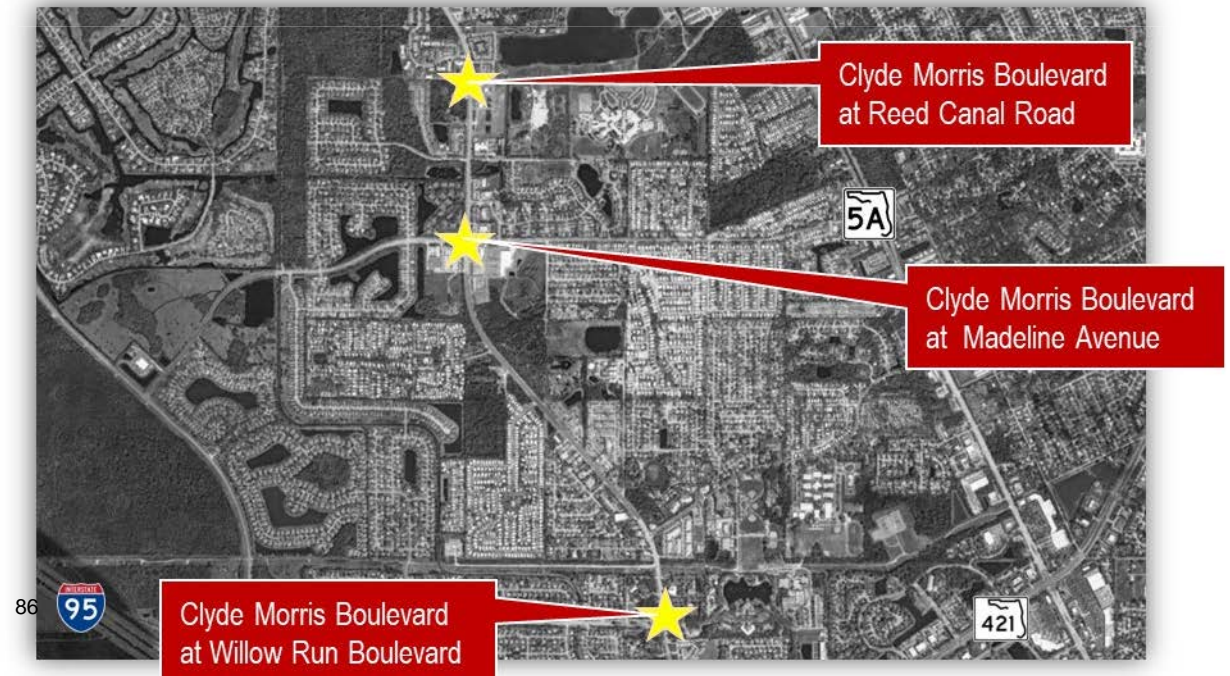 Clyde Morris Boulevard
at Reed Canal Road
5A
Clyde Morris Boulevard
at Madeline Avenue
86
INTERSTATE
95
Clyde Morris Boulevard
at Willow Run Boulevard
421